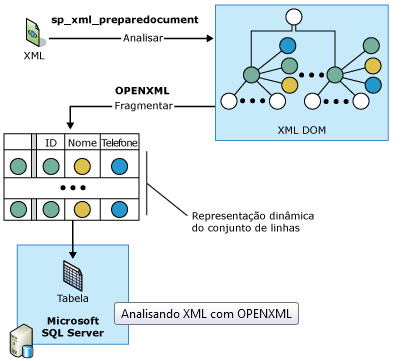 sp_xml_preparedocument
Analisar
XML
OPENXML
Fragmentar
XML DOM
ID Nome Telefone
Representação dinâmica
do conjunto de linhas
Tabela
Microsoft
SQL Server
Analisando XML com OPENXML